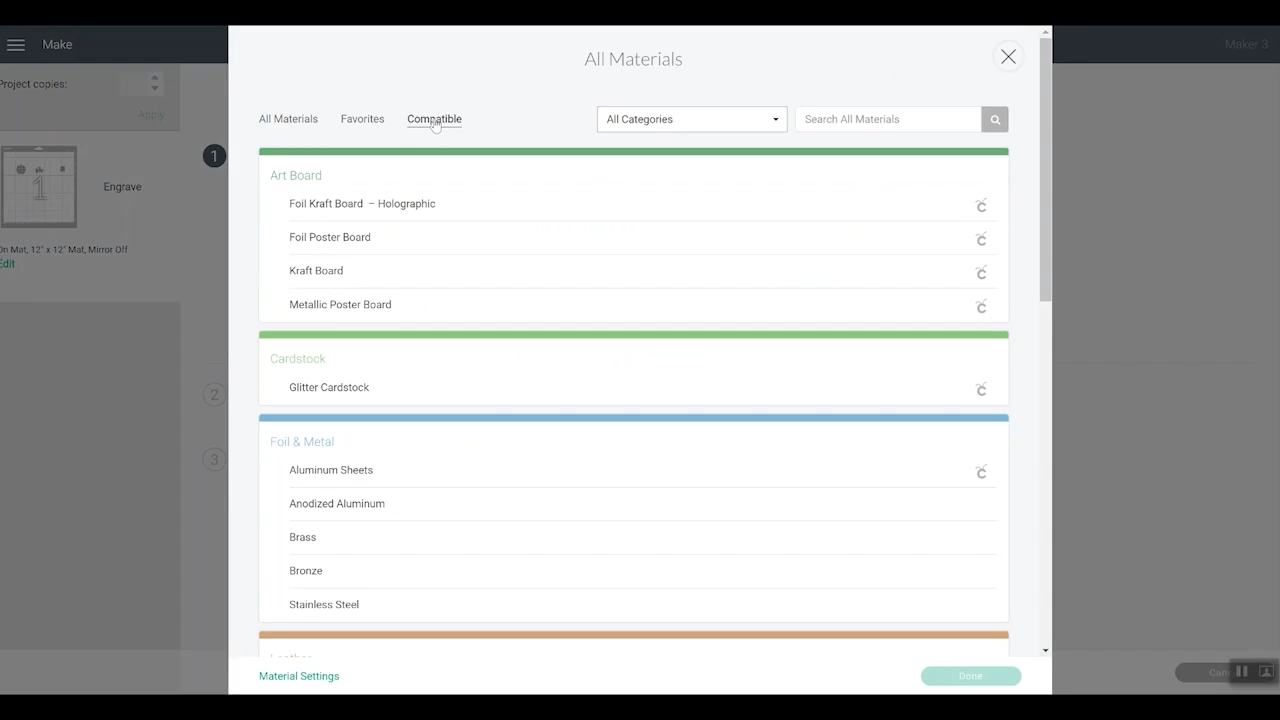 Make
Maker 3
All Materials
Project copies:
Apply
All Materials
Favorites
Compatible
All Categories
Search All Materials
1
Art Board
Foil Kraft Board – Holographic
Foil Poster Board
Kraft Board
Metallic Poster Board
Engrave
On Mat, 12" x 12" Mat, Mirror Off
Edit
Cardstock
Glitter Cardstock
2
Foil & Metal
3
Aluminum Sheets
Anodized Aluminum
Brass
Bronze
Stainless Steel
Leather
Material Settings
Done